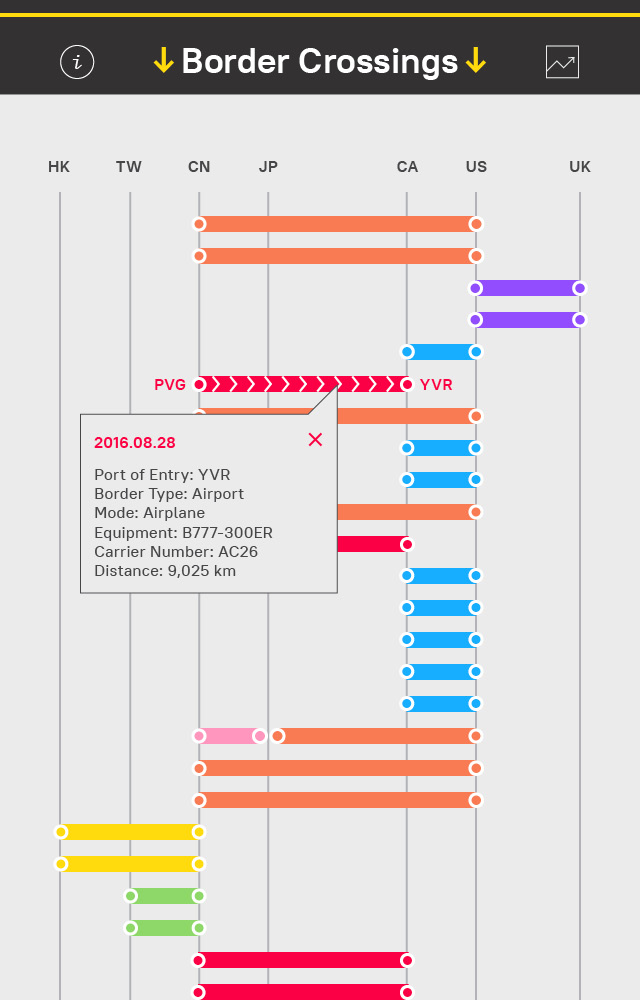 i
↓ Border Crossings ↓
HK TW CN JP CA US UK
PVG YVR
2016.08.28
Port of Entry: YVR
Border Type: Airport
Mode: Airplane
Equipment: B777-300ER
Carrier Number: AC26
Distance: 9,025 km